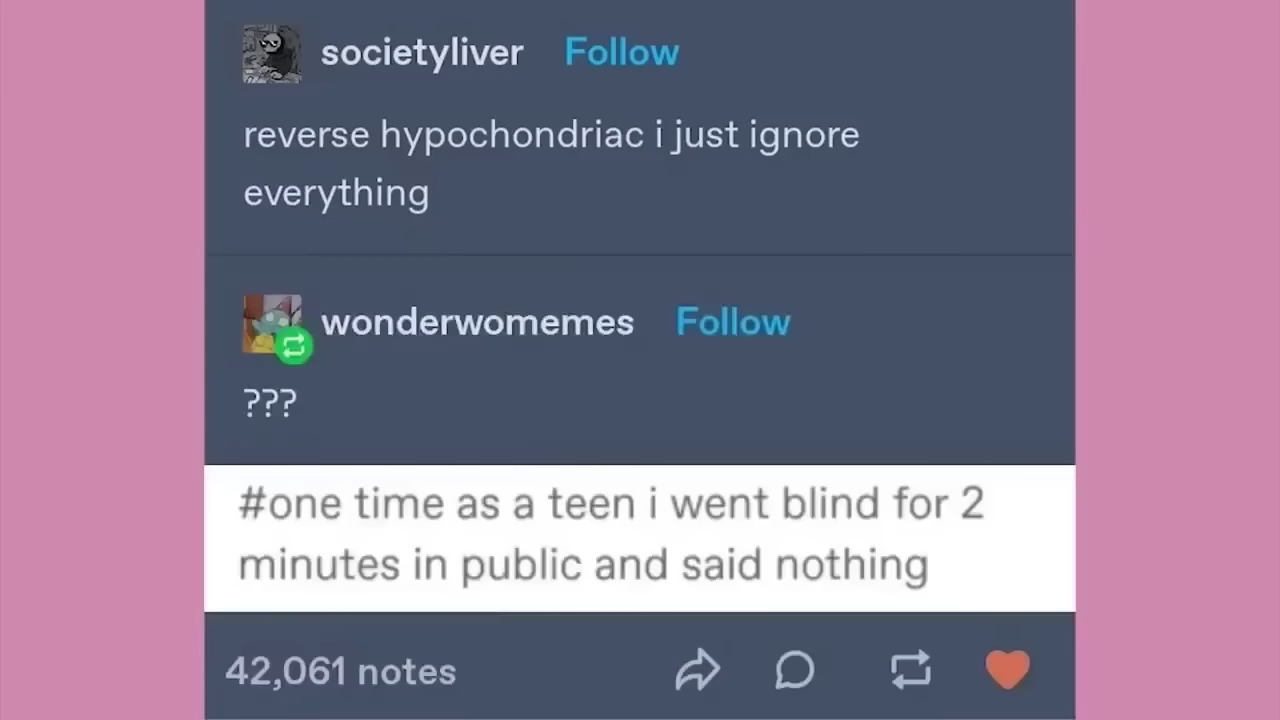 societyliver Follow
reverse hypochondriac i just ignore
everything
wonderwomemes Follow
???
#one time as a teen i went blind for 2
minutes in public and said nothing
42,061 notes